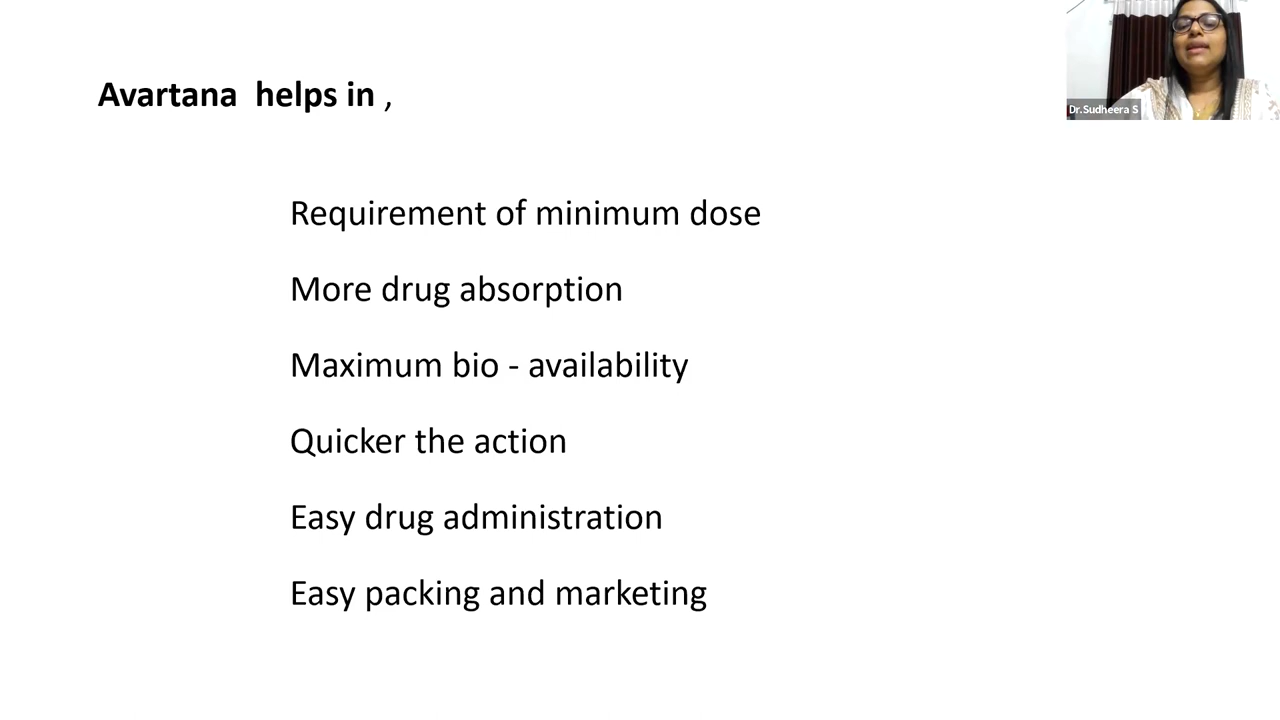 Avartana helps in ,
Dr.Sudheera S
Requirement of minimum dose
More drug absorption
Maximum bio - availability
Quicker the action
Easy drug administration
Easy packing and marketing